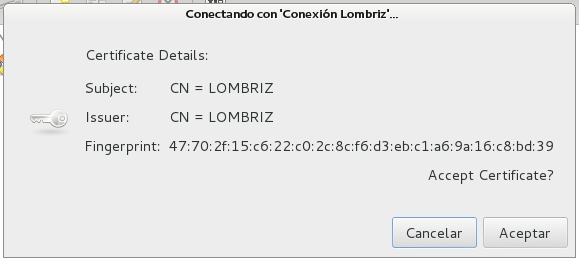 Conectando con 'Conexión Lombriz'...
Certificate Details:
Subject: CN = LOMBRIZ
Issuer: CN = LOMBRIZ
Fingerprint: 47:70:2f:15:c6:22:c0:2c:8c:f6:d3:eb:c1:a6:9a:16:c8:bd:39
Accept Certificate?
Cancelar Aceptar